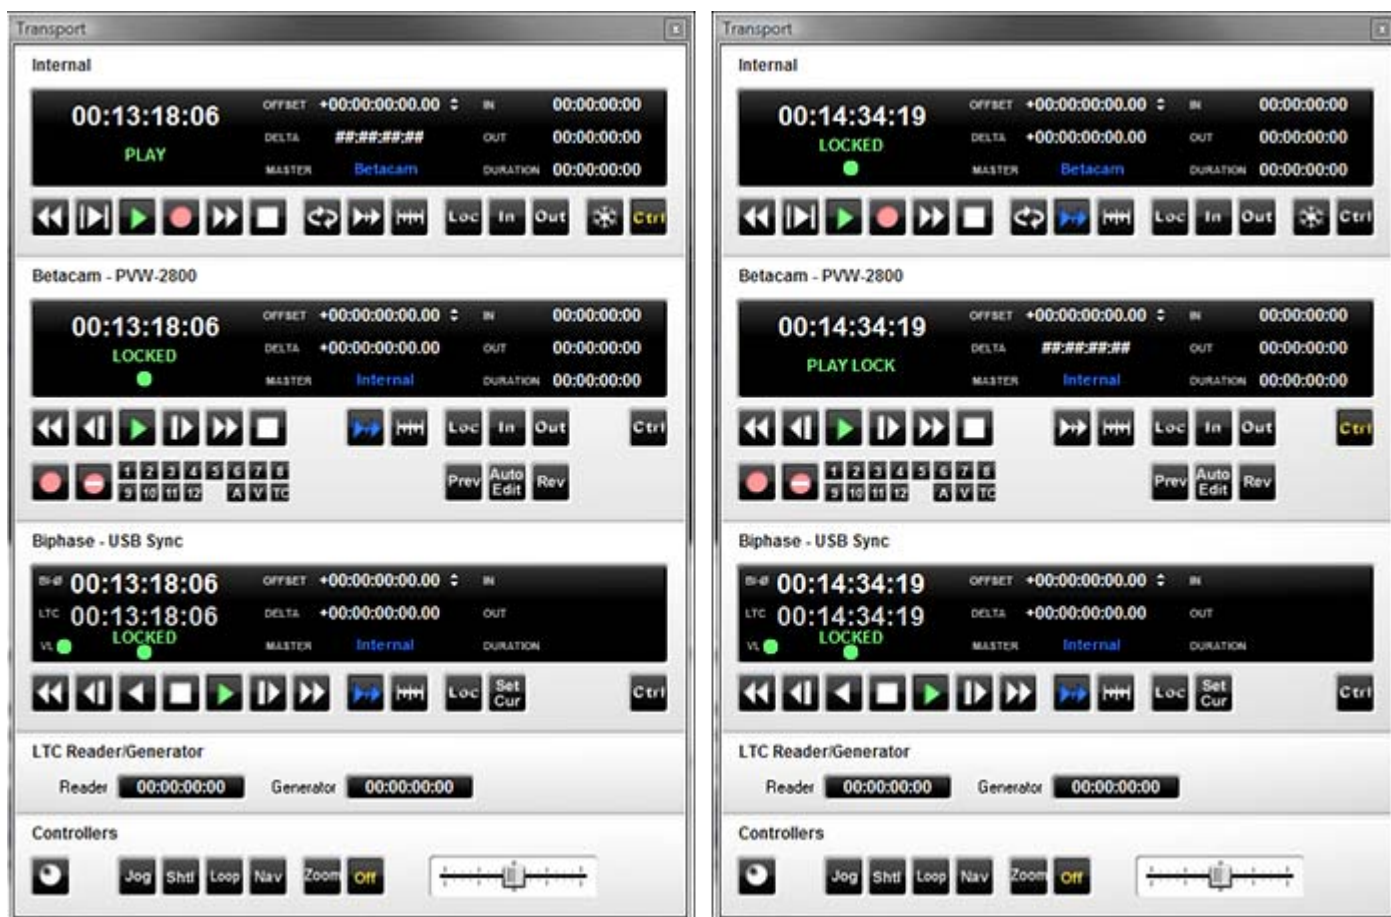 Transport
Internal
00:13:18:06 OFFSET +00:00:00:00.00 IN 00:00:00:00
PLAY DELTA ##:##:##:## OUT 00:00:00:00
MASTER Betacam DURATION 00:00:00:00
Loc In Out Ctrl
Betacam - PVW-2800
00:13:18:06 OFFSET +00:00:00:00.00 IN 00:00:00:00
LOCKED DELTA +00:00:00:00.00 OUT 00:00:00:00
MASTER Internal DURATION 00:00:00:00
Loc In Out Ctrl
1 2 3 4 5 6 7 8
9 10 11 12 A V TC
Prev Auto Edit Rev
Biphase - USB Sync
BI-Ø 00:13:18:06 OFFSET +00:00:00:00.00 IN
LTC 00:13:18:06 DELTA +00:00:00:00.00 OUT
VL LOCKED MASTER Internal DURATION
Loc Set Cur Ctrl
LTC Reader/Generator
Reader 00:00:00:00 Generator 00:00:00:00
Controllers
Jog Shtl Loop Nav Zoom Off
Transport
Internal
00:14:34:19 OFFSET +00:00:00:00.00 IN 00:00:00:00
LOCKED DELTA +00:00:00:00.00 OUT 00:00:00:00
MASTER Betacam DURATION 00:00:00:00
Loc In Out Ctrl
Betacam - PVW-2800
00:14:34:19 OFFSET +00:00:00:00.00 IN 00:00:00:00
PLAY LOCK DELTA ##:##:##:## OUT 00:00:00:00
MASTER Internal DURATION 00:00:00:00
Loc In Out Ctrl
1 2 3 4 5 6 7 8
9 10 11 12 A V TC
Prev Auto Edit Rev
Biphase - USB Sync
BI-Ø 00:14:34:19 OFFSET +00:00:00:00.00 IN
LTC 00:14:34:19 DELTA +00:00:00:00.00 OUT
VL LOCKED MASTER Internal DURATION
Loc Set Cur Ctrl
LTC Reader/Generator
Reader 00:00:00:00 Generator 00:00:00:00
Controllers
Jog Shtl Loop Nav Zoom Off